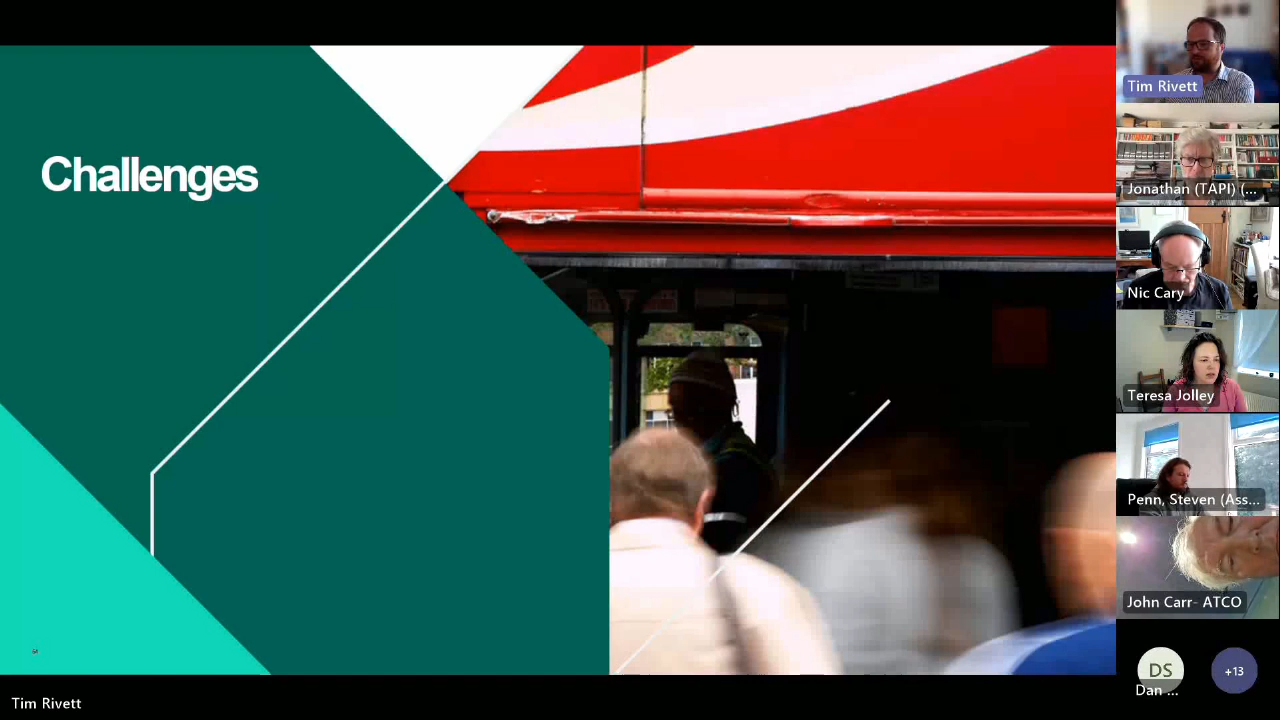 Challenges
Tim Rivett
Jonathan (TAPI) (...
Nic Cary
Teresa Jolley
Penn, Steven (Ass...
John Carr- ATCO
DS
Dan ...
+13
Tim Rivett